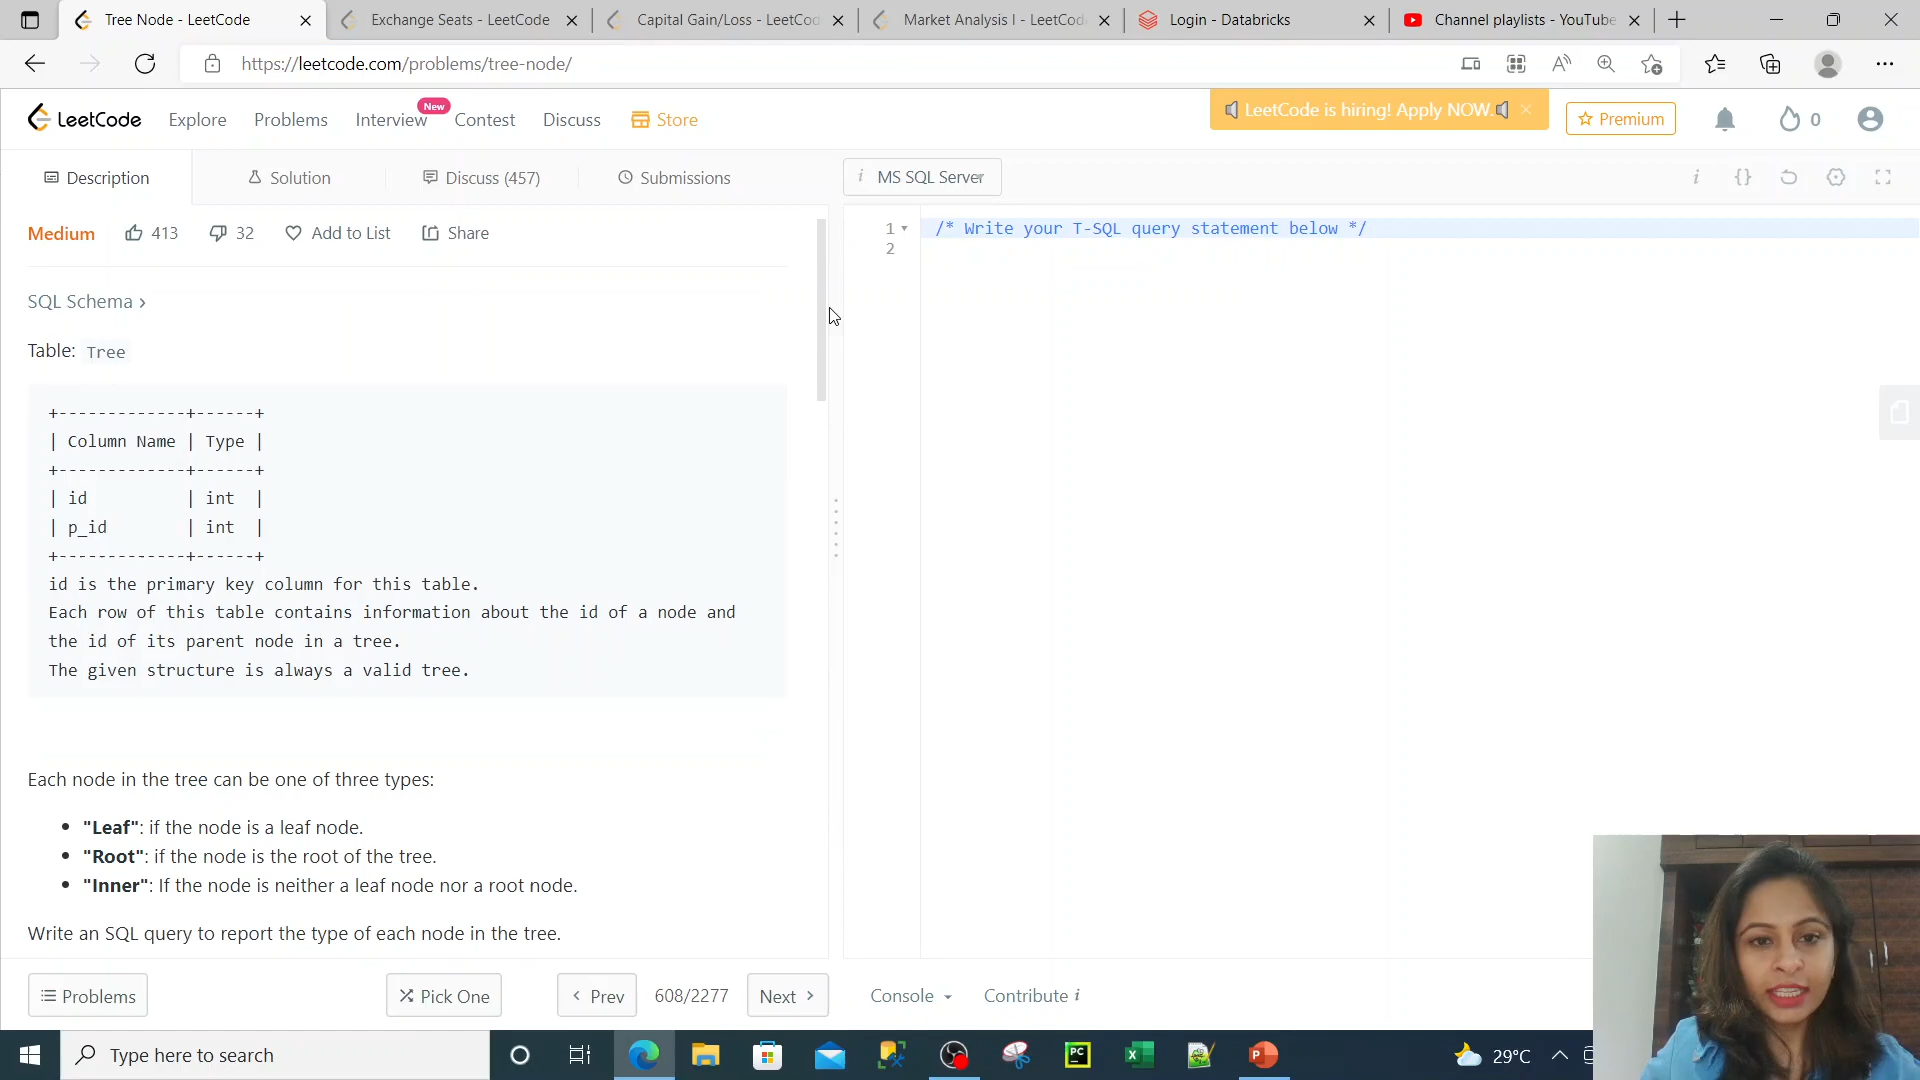 Tree Node - LeetCode
Exchange Seats - LeetCode
Capital Gain/Loss - LeetCo
Market Analysis I - LeetCod
Login - Databricks
Channel playlists - YouTube
https://leetcode.com/problems/tree-node/
LeetCode
Explore
Problems
Interview
New
Contest
Discuss
Store
LeetCode is hiring! Apply NOW.
Premium
0
Description
Solution
Discuss (457)
Submissions
i MS SQL Server
i {}
Medium
413
32
Add to List
Share
SQL Schema >
Table: Tree
+-------------+------+
| Column Name | Type |
+-------------+------+
| id          | int  |
| p_id        | int  |
+-------------+------+
id is the primary key column for this table.
Each row of this table contains information about the id of a node and
the id of its parent node in a tree.
The given structure is always a valid tree.
Each node in the tree can be one of three types:
• "Leaf": if the node is a leaf node.
• "Root": if the node is the root of the tree.
• "Inner": If the node is neither a leaf node nor a root node.
Write an SQL query to report the type of each node in the tree.
1 /* Write your T-SQL query statement below */
2
Problems
Pick One
< Prev
608/2277
Next >
Console
Contribute i
Type here to search
PC
29°C